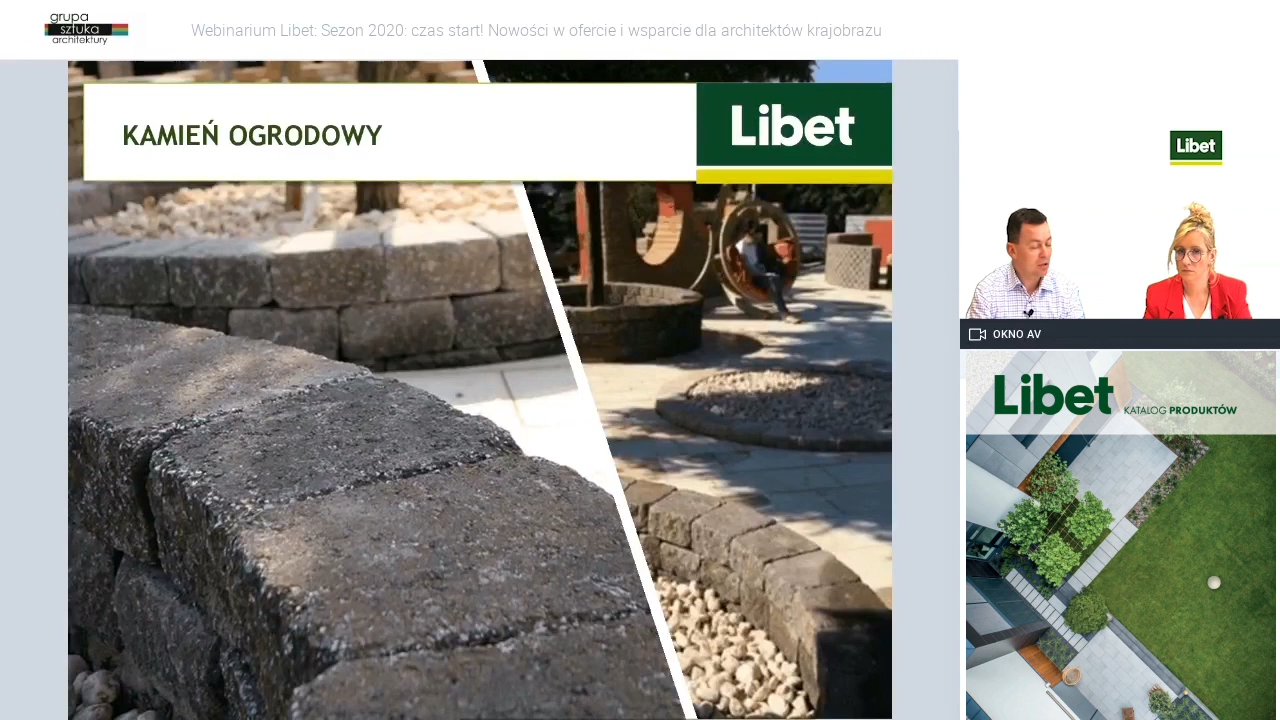 grupa
sztuka
architektury
Webinarium Libet: Sezon 2020: czas start! Nowości w ofercie i wsparcie dla architektów krajobrazu
KAMIEŃ OGRODOWY
Libet
Libet
OKNO AV
Libet KATALOG PRODUKTÓW